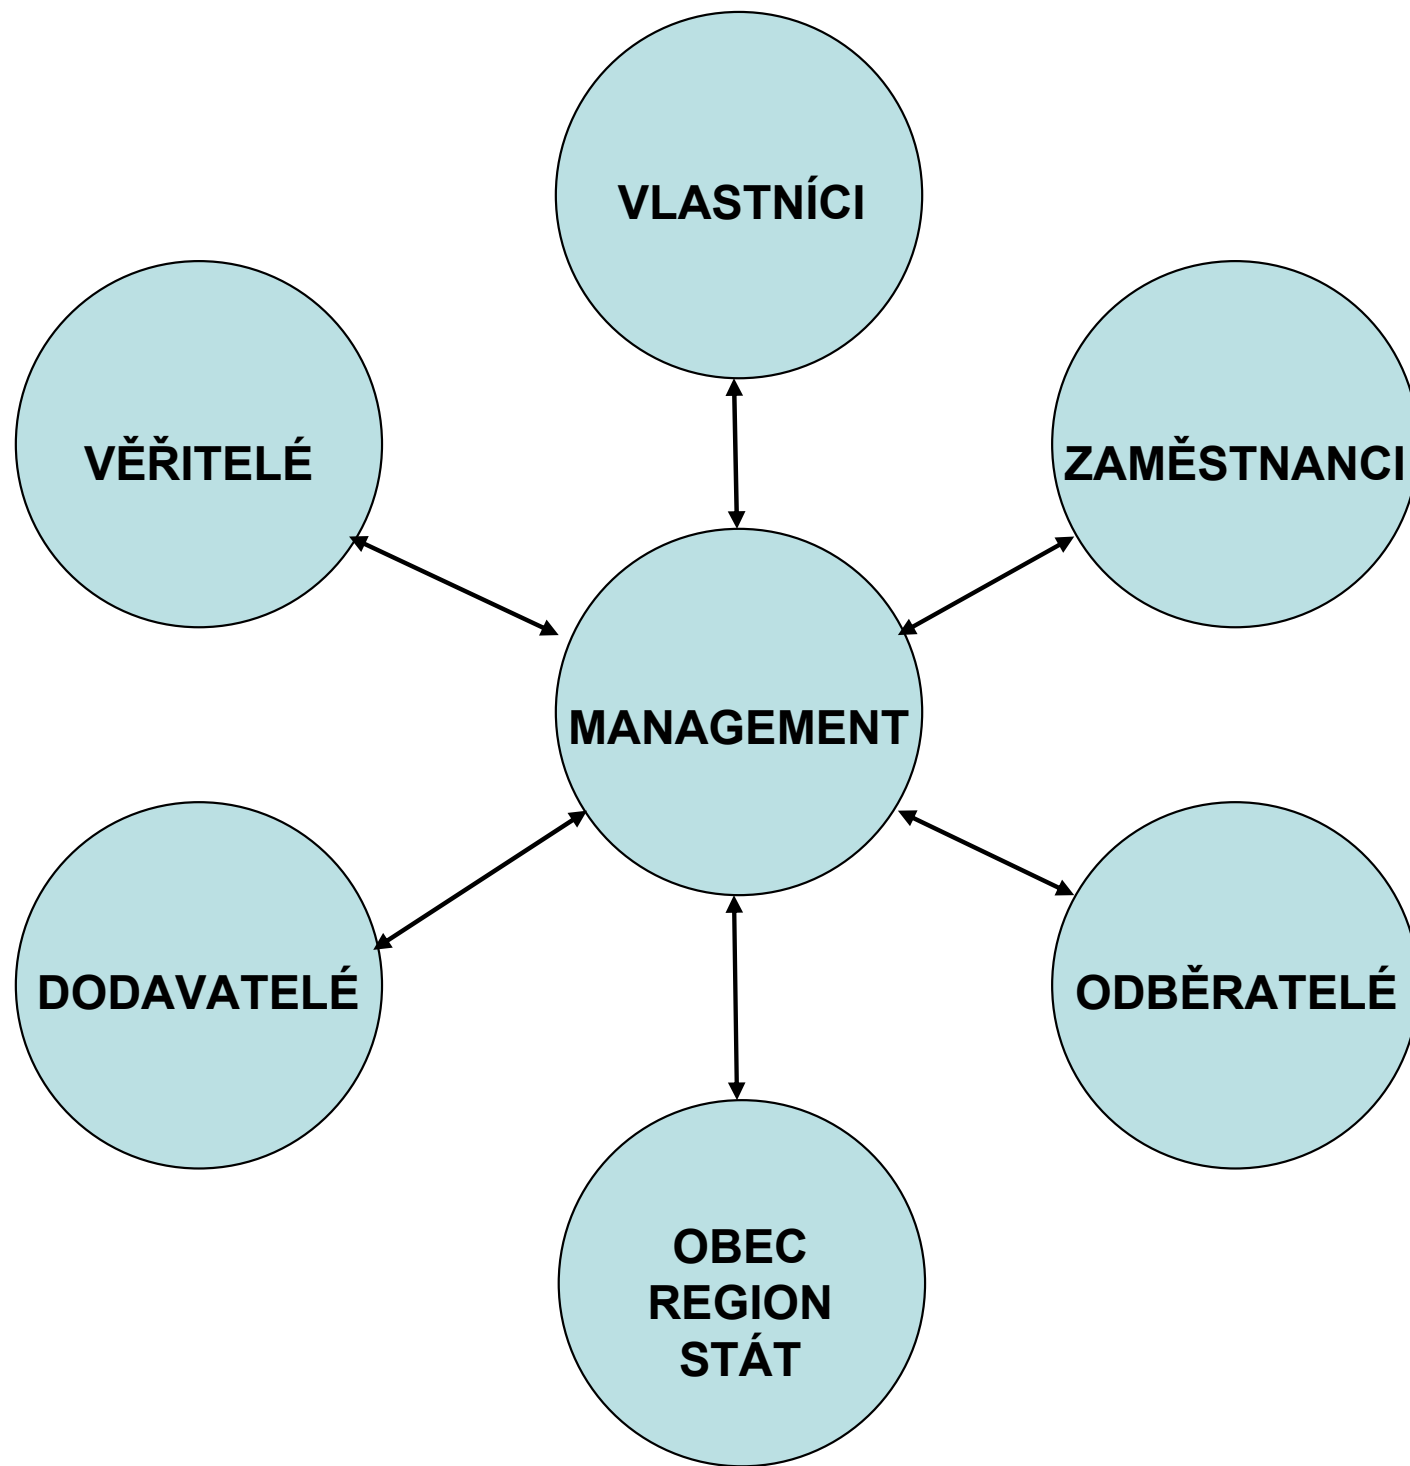 VLASTNÍCI
VĚŘITELÉ
ZAMĚSTNANCI
MANAGEMENT
DODAVATELÉ
ODBĚRATELÉ
OBEC
REGION
STÁT